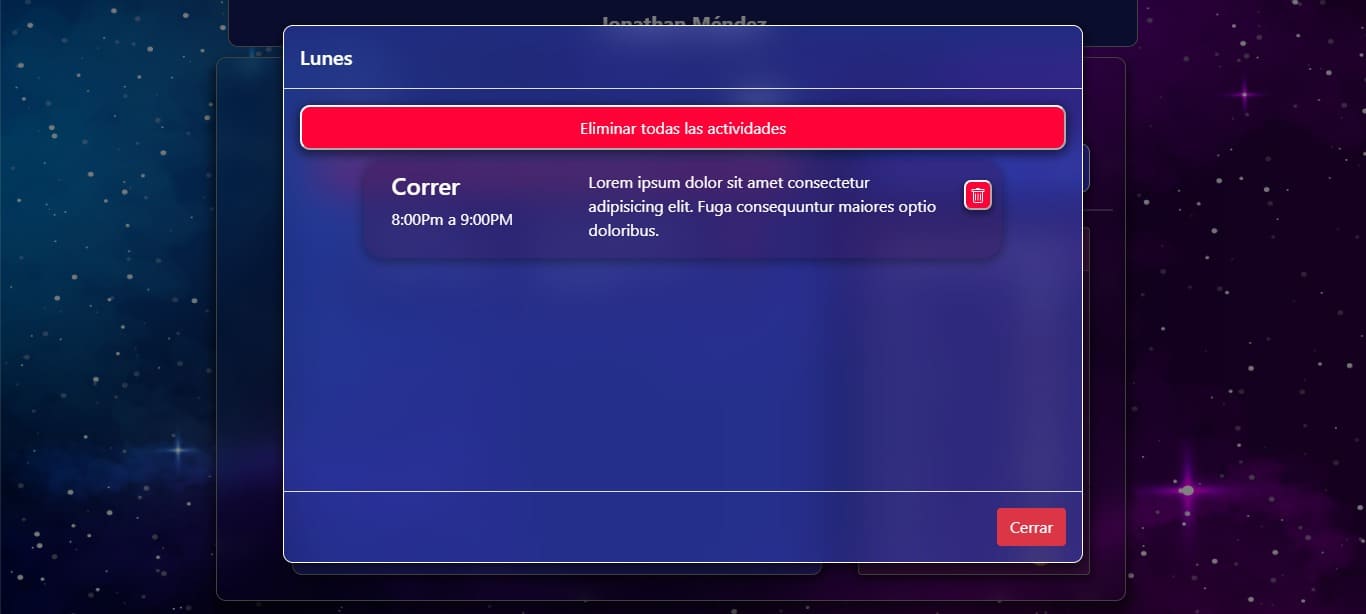 Jonathan Méndez
Lunes
Eliminar todas las actividades
Correr
8:00Pm a 9:00PM
Lorem ipsum dolor sit amet consectetur
adipisicing elit. Fuga consequuntur maiores optio
doloribus.
Cerrar